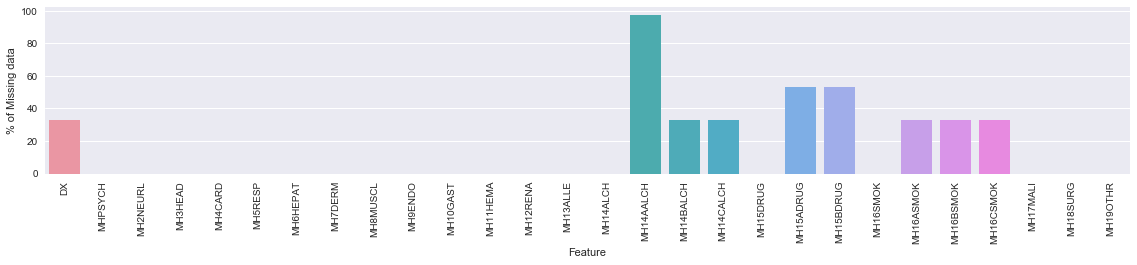 % of Missing data
100
80
60
40
20
0
DX
MHPSYCH
MH2NEURL
MH3HEAD
MH4CARD
MH5RESP
MH6HEPAT
MH7DERM
MH8MUSCL
MH9ENDO
MH10GAST
MH11HEMA
MH12RENA
MH13ALLE
MH14ALCH
MH14AALCH
MH14BALCH
MH14CALCH
MH15DRUG
MH15ADRUG
MH15BDRUG
MH16SMOK
MH16ASMOK
MH16BSMOK
MH16CSMOK
MH17MALI
MH18SURG
MH19OTHR
Feature